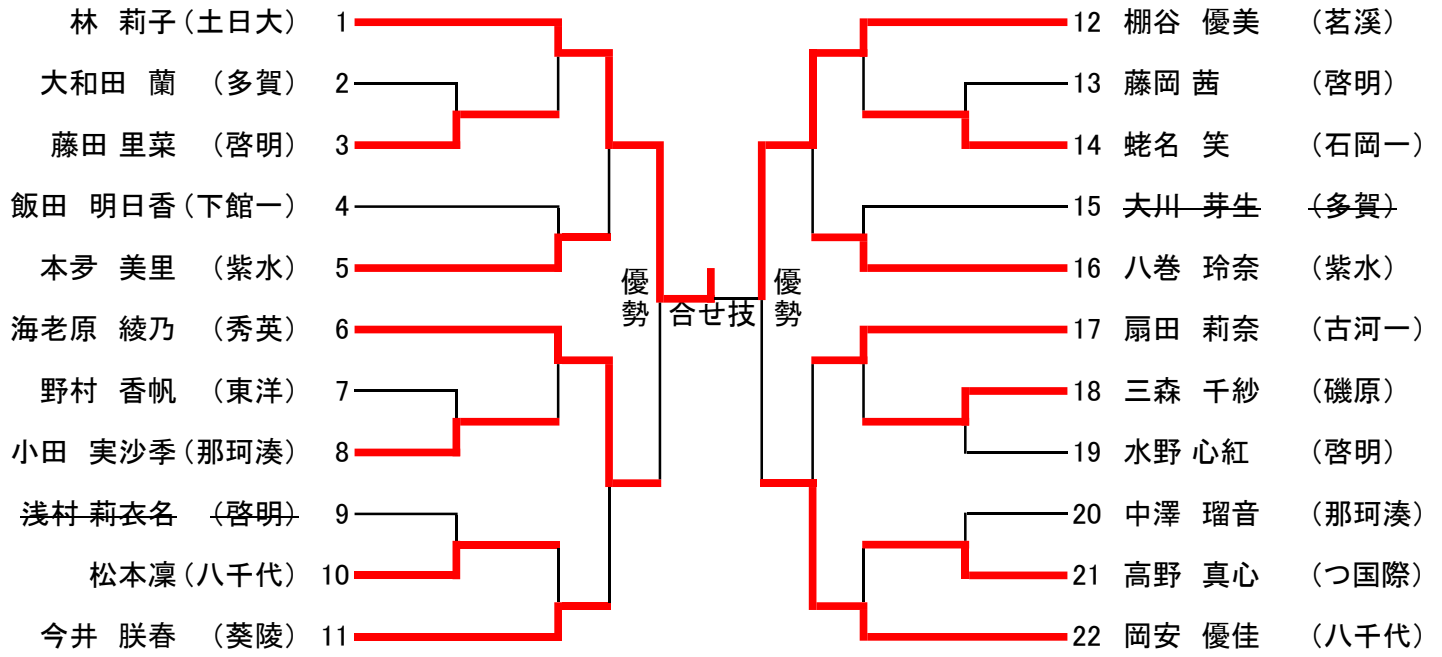 林 莉子(土日大) 1
大和田 蘭 (多賀) 2
藤田 里菜 (啓明) 3
飯田 明日香(下館一) 4
本多 美里 (紫水) 5
海老原 綾乃 (秀英) 6
野村 香帆 (東洋) 7
小田 実沙季(那珂湊) 8
浅村 莉衣名 (啓明) 9
松本凜(八千代) 10
今井 朕春 (葵陵) 11
優勢
合せ技
優勢
12 棚谷 優美 (茗溪)
13 藤岡 茜 (啓明)
14 蛯名 笑 (石岡一)
15 大川 芽生 (多賀)
16 八巻 玲奈 (紫水)
17 扇田 莉奈 (古河一)
18 三森 千紗 (磯原)
19 水野 心紅 (啓明)
20 中澤 瑠音 (那珂湊)
21 高野 真心 (つ国際)
22 岡安 優佳 (八千代)